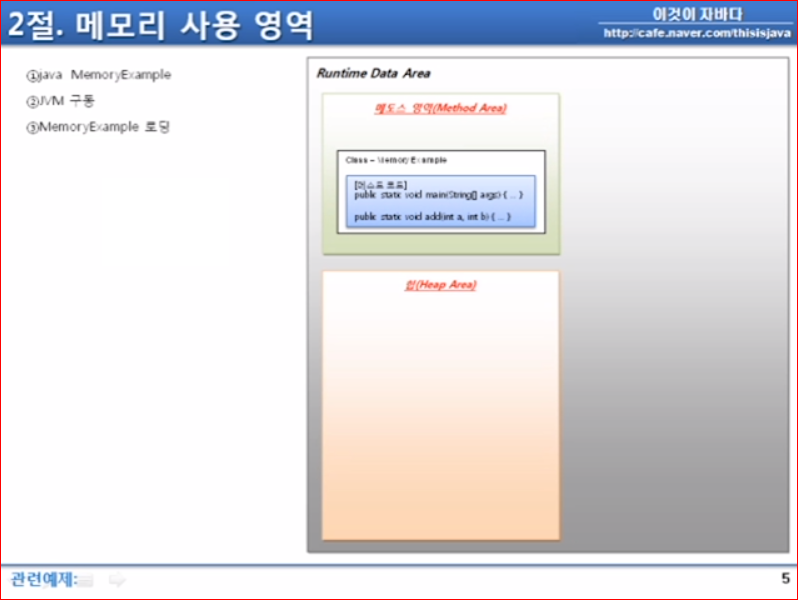 2절. 메모리 사용 영역
이것이 자바다
http://cafe.naver.com/thisisjava
①java MemoryExample
②JVM 구동
③MemoryExample 로딩
Runtime Data Area
메소드 영역(Method Area)
Class – MemoryExample
[메소드 코드]
public static void main(String[] args) { ... }
public static void add(int a, int b) { ... }
힙(Heap Area)
관련예제:
5